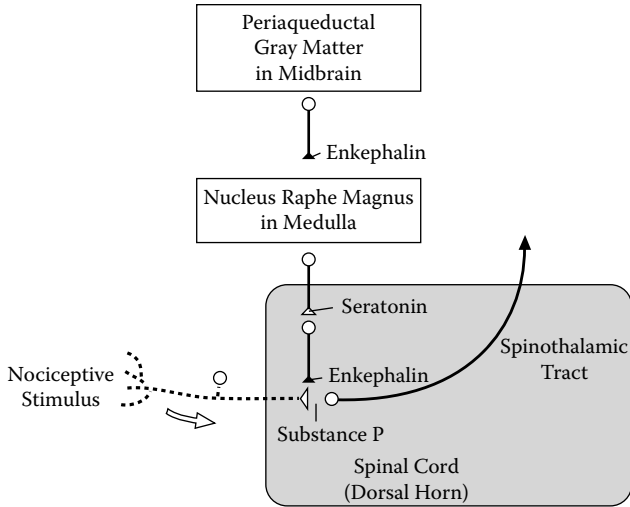 Periaqueductal
Gray Matter
in Midbrain
Enkephalin
Nucleus Raphe Magnus
in Medulla
Seratonin
Spinothalamic
Tract
Enkephalin
Nociceptive
Stimulus
Substance P
Spinal Cord
(Dorsal Horn)